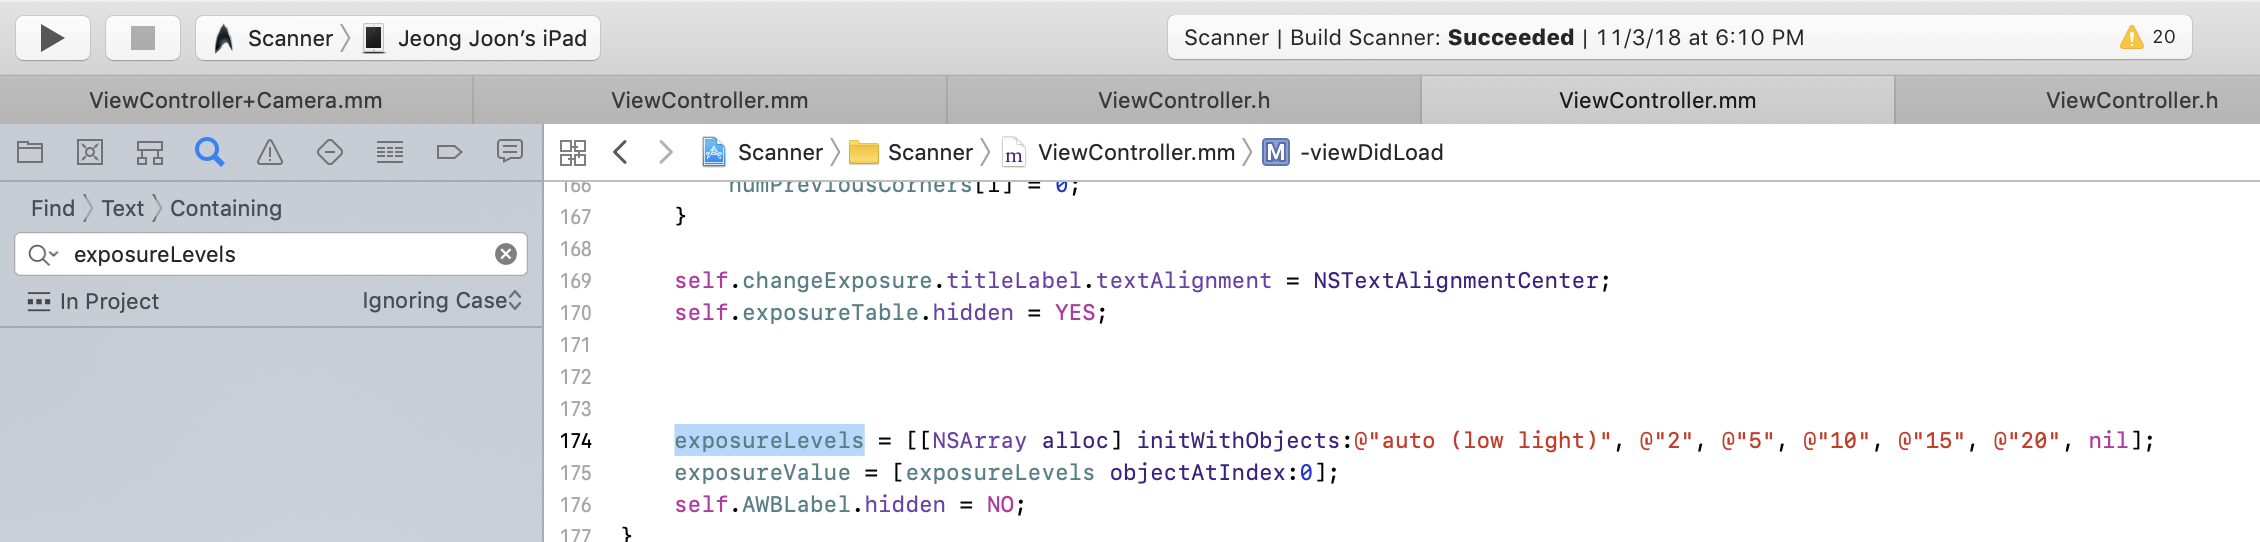 Scanner Jeong Joon’s iPad
Scanner | Build Scanner: Succeeded | 11/3/18 at 6:10 PM 20
ViewController+Camera.mm ViewController.mm ViewController.h ViewController.mm ViewController.h
Scanner Scanner m ViewController.mm M -viewDidLoad
Find Text Containing
exposureLevels
In Project Ignoring Case
166 numPreviousCorners[i] = 0;
167 }
168
169 self.changeExposure.titleLabel.textAlignment = NSTextAlignmentCenter;
170 self.exposureTable.hidden = YES;
171
172
173
174 exposureLevels = [[NSArray alloc] initWithObjects:@"auto (low light)", @"2", @"5", @"10", @"15", @"20", nil];
175 exposureValue = [exposureLevels objectAtIndex:0];
176 self.AWBLabel.hidden = NO;
177 }